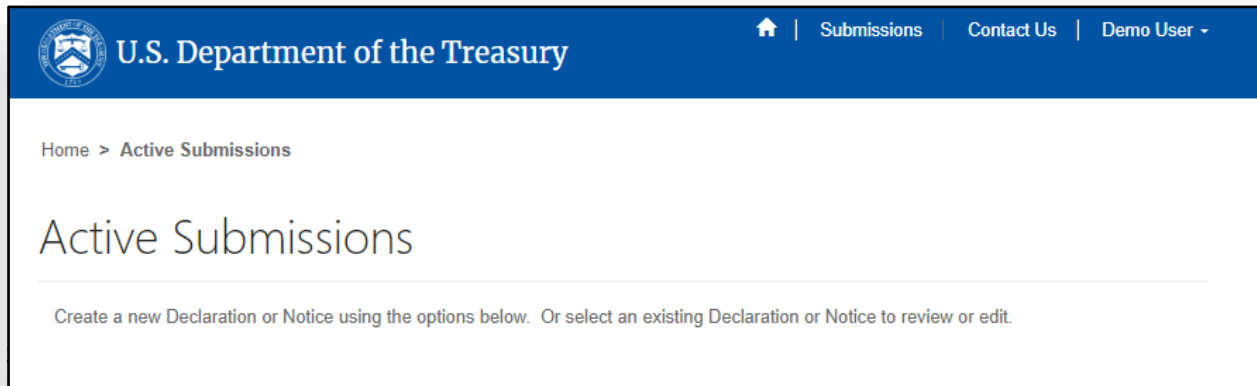 Submissions | Contact Us | Demo User
U.S. Department of the Treasury
Home > Active Submissions
Active Submissions
Create a new Declaration or Notice using the options below. Or select an existing Declaration or Notice to review or edit.